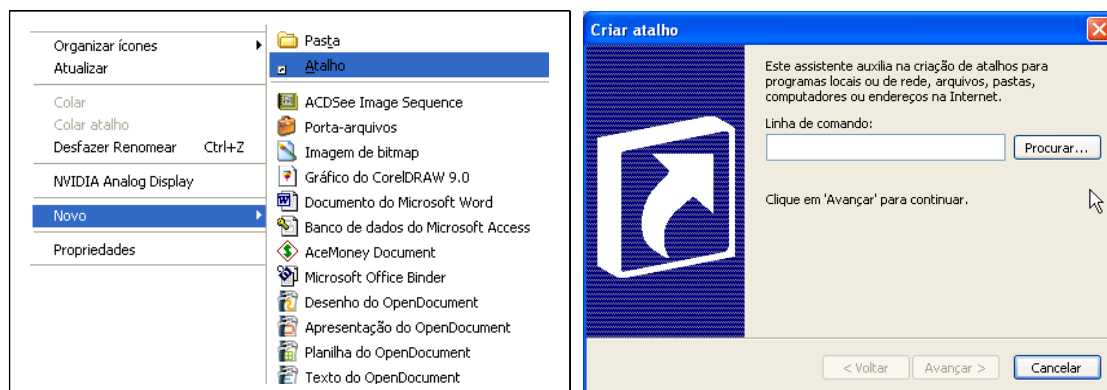 Organizar ícones
Atualizar
Colar
Colar atalho
Desfazer Renomear Ctrl+Z
NVIDIA Analog Display
Novo
Propriedades
Pasta
Atalho
ACDSee Image Sequence
Porta-arquivos
Imagem de bitmap
Gráfico do CorelDRAW 9.0
Documento do Microsoft Word
Banco de dados do Microsoft Access
AceMoney Document
Microsoft Office Binder
Desenho do OpenDocument
Apresentação do OpenDocument
Planilha do OpenDocument
Texto do OpenDocument
Criar atalho
Este assistente auxilia na criação de atalhos para
programas locais ou de rede, arquivos, pastas,
computadores ou endereços na Internet.
Linha de comando:
Procurar...
Clique em 'Avançar' para continuar.
< Voltar Avançar > Cancelar